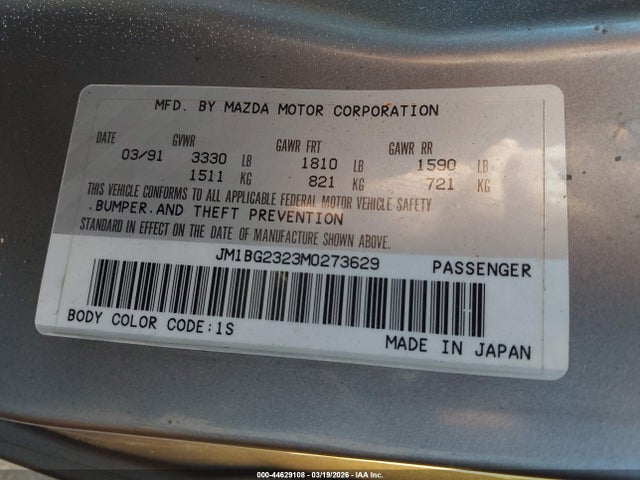 MFD. BY MAZDA MOTOR CORPORATION
DATE GVWR GAWR FRT GAWR RR
03/91 3330 LB 1810 LB 1590 LB
1511 KG 821 KG 721 KG
THIS VEHICLE CONFORMS TO ALL APPLICABLE FEDERAL MOTOR VEHICLE SAFETY
.BUMPER.AND THEFT PREVENTION
STANDARD IN EFFECT ON THE DATE OF MANUFACTURE SHOWN ABOVE.
JM1BG2323M0273629 PASSENGER
BODY COLOR CODE:1S
MADE IN JAPAN
000-44629108 - 03/19/2026 - IAA Inc.